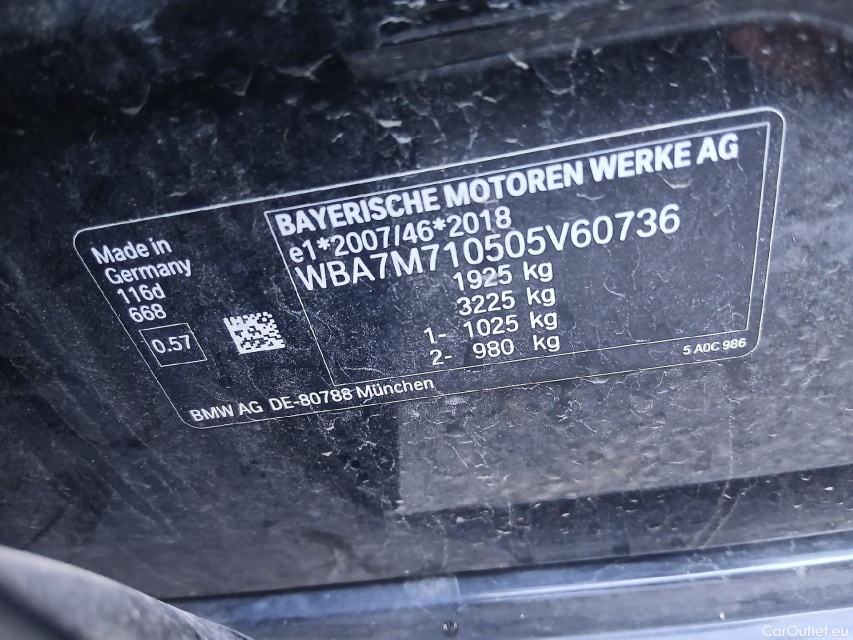 BAYERISCHE MOTOREN WERKE AG
e1*2007/46*2018
WBA7M710505V60736
1925 kg
3225 kg
1- 1025 kg
2- 980 kg
Made in
Germany
116d
668
0.57
5 A0C 986
BMW AG DE-80788 München
CarOutlet.eu